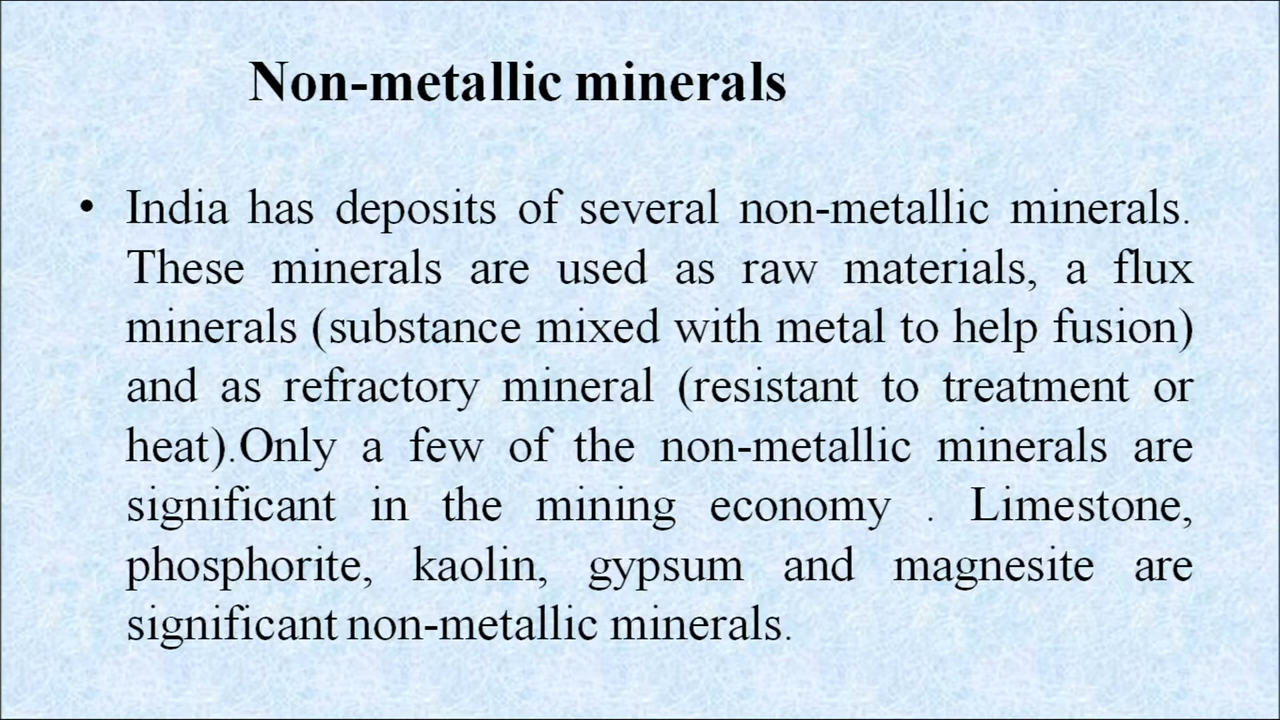 Non-metallic minerals
• India has deposits of several non-metallic minerals.
These minerals are used as raw materials, a flux
minerals (substance mixed with metal to help fusion)
and as refractory mineral (resistant to treatment or
heat).Only a few of the non-metallic minerals are
significant in the mining economy . Limestone,
phosphorite, kaolin, gypsum and magnesite are
significant non-metallic minerals.